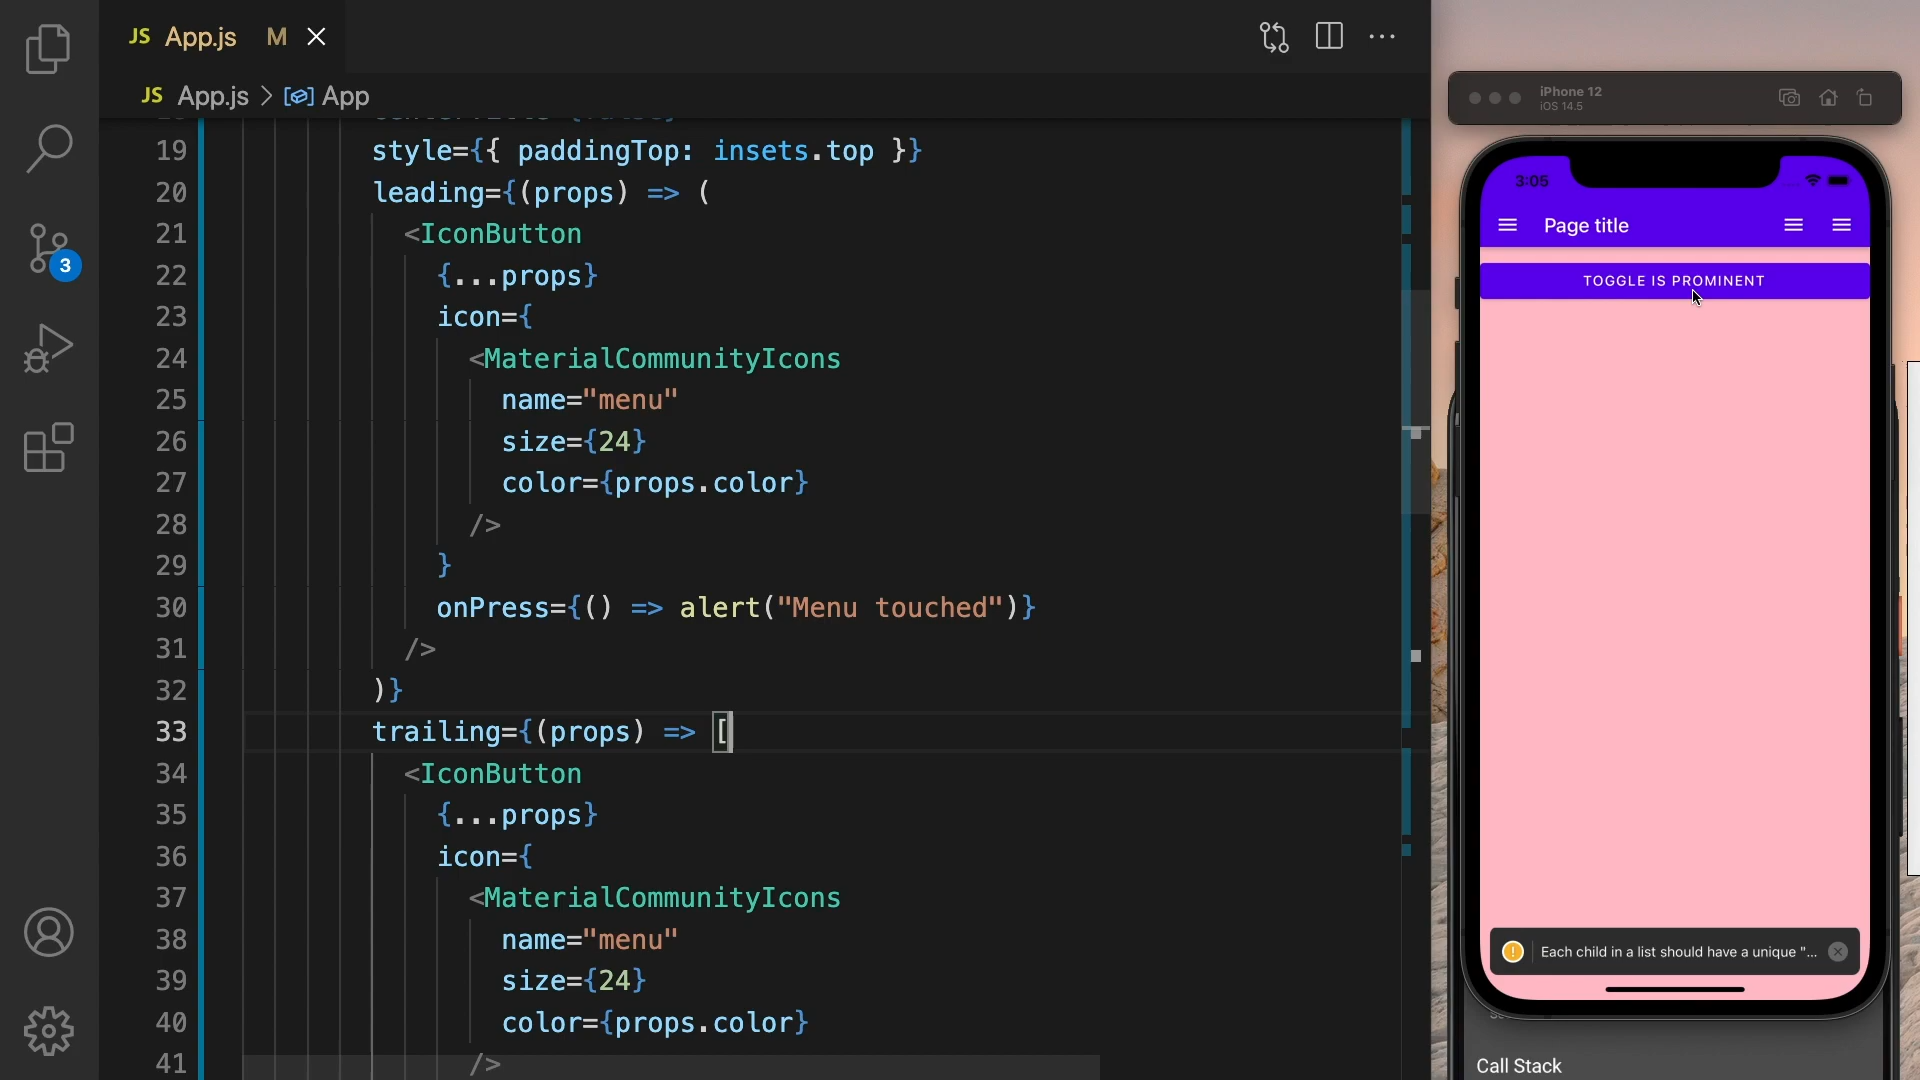 JS App.js M
JS App.js > App
19 style={{ paddingTop: insets.top }}
20 leading={(props) => (
21 <IconButton
22 {...props}
23 icon={
24 <MaterialCommunityIcons
25 name="menu"
26 size={24}
27 color={props.color}
28 />
29 }
30 onPress={() => alert("Menu touched")}
31 />
32 )}
33 trailing={(props) => [
34 <IconButton
35 {...props}
36 icon={
37 <MaterialCommunityIcons
38 name="menu"
39 size={24}
40 color={props.color}
41 />
3
iPhone 12
iOS 14.5
3:05
Page title
TOGGLE IS PROMINENT
Each child in a list should have a unique "...
Call Stack